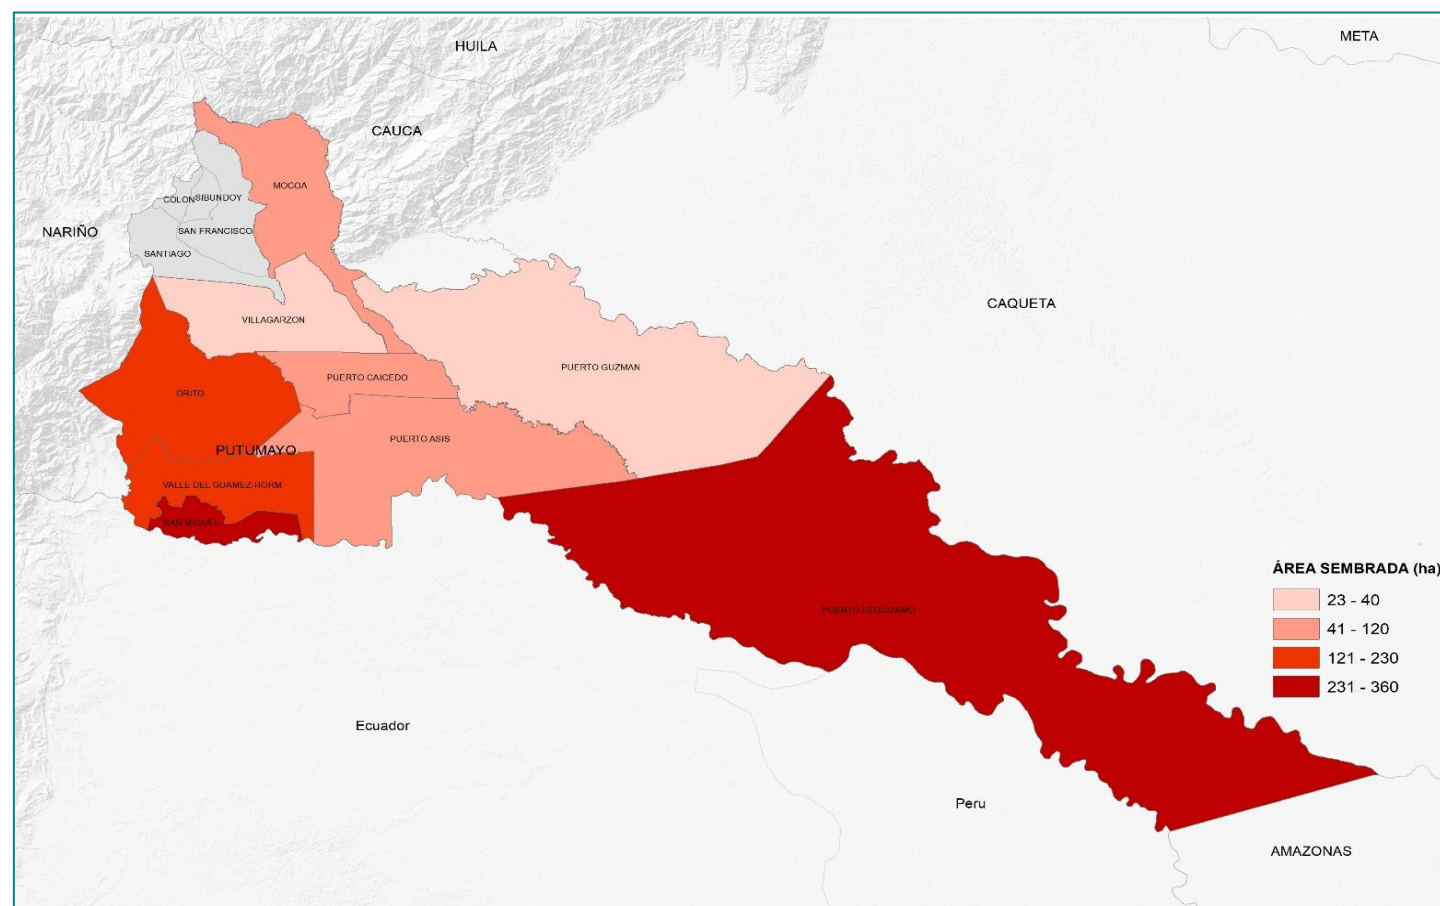 META
HUILA
CAUCA
MOCOA
COLON
SIBUNDOY
NARIÑO
SAN FRANCISCO
SANTIAGO
CAQUETA
VILLAGARZON
PUERTO GUZMAN
PUERTO CAICEDO
ORITO
PUERTO ASIS
PUTUMAYO
VALLE DEL GUAMEZ-HORM
SAN MIGUEL
ÁREA SEMBRADA (ha)
23 - 40
41 - 120
121 - 230
231 - 360
PUERTO LEGUIZAMO
Ecuador
Peru
AMAZONAS